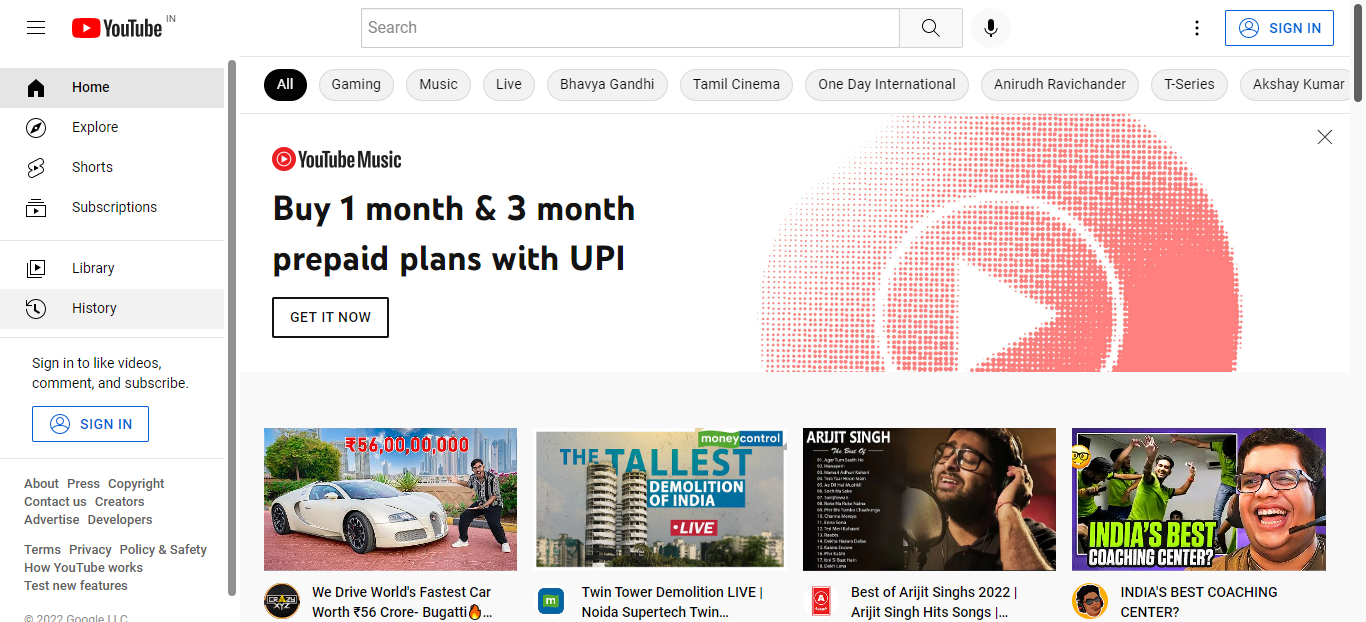 YouTube IN
Search
SIGN IN
Home
Explore
Shorts
Subscriptions
Library
History
Sign in to like videos,
comment, and subscribe.
SIGN IN
About Press Copyright
Contact us Creators
Advertise Developers
Terms Privacy Policy & Safety
How YouTube works
Test new features
© 2022 Google LLC
All Gaming Music Live Bhavya Gandhi Tamil Cinema One Day International Anirudh Ravichander T-Series Akshay Kumar
YouTube Music
Buy 1 month & 3 month
prepaid plans with UPI
GET IT NOW
₹56,00,00,000
We Drive World's Fastest Car
Worth ₹56 Crore- Bugatti🔥...
moneycontrol
THE TALLEST
DEMOLITION
OF INDIA
• LIVE
m
Twin Tower Demolition LIVE |
Noida Supertech Twin...
ARIJIT SINGH
The Best Of
Best of Arijit Singhs 2022 |
Arijit Singh Hits Songs |...
INDIA'S BEST
COACHING CENTER?
INDIA'S BEST COACHING
CENTER?